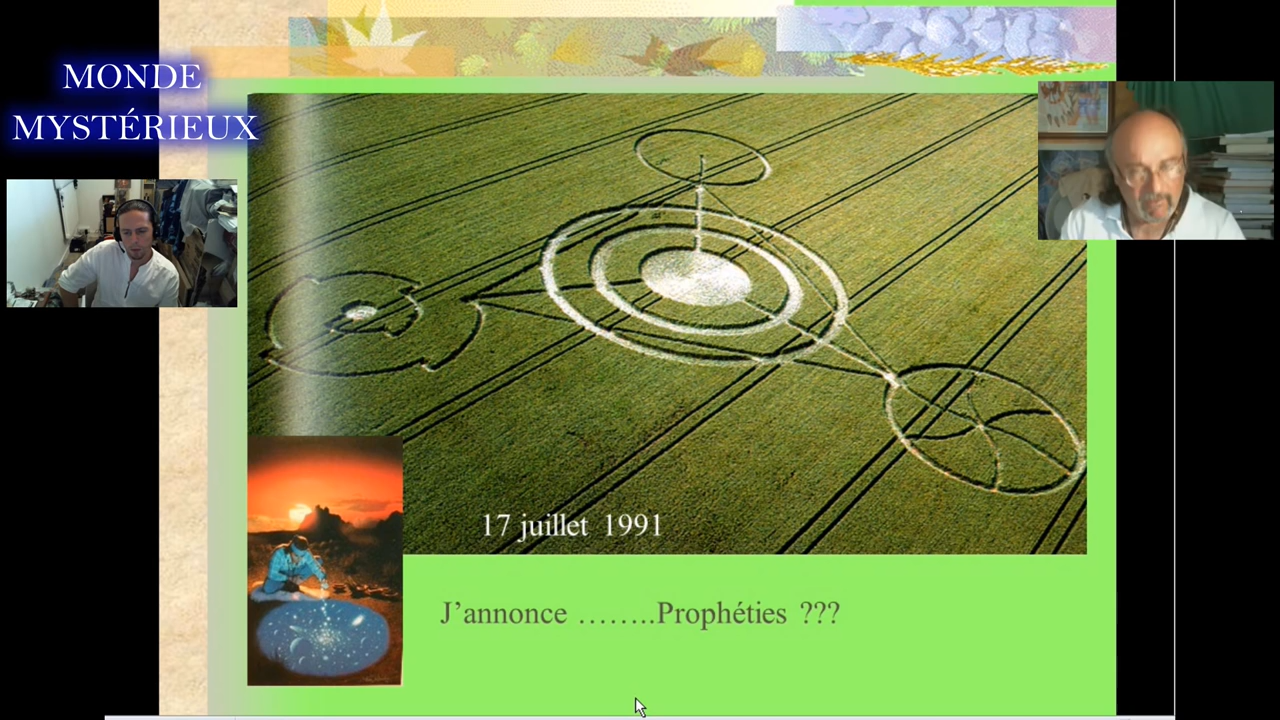 MONDE
MYSTÉRIEUX
17 juillet 1991
J’annonce ……..Prophéties ???